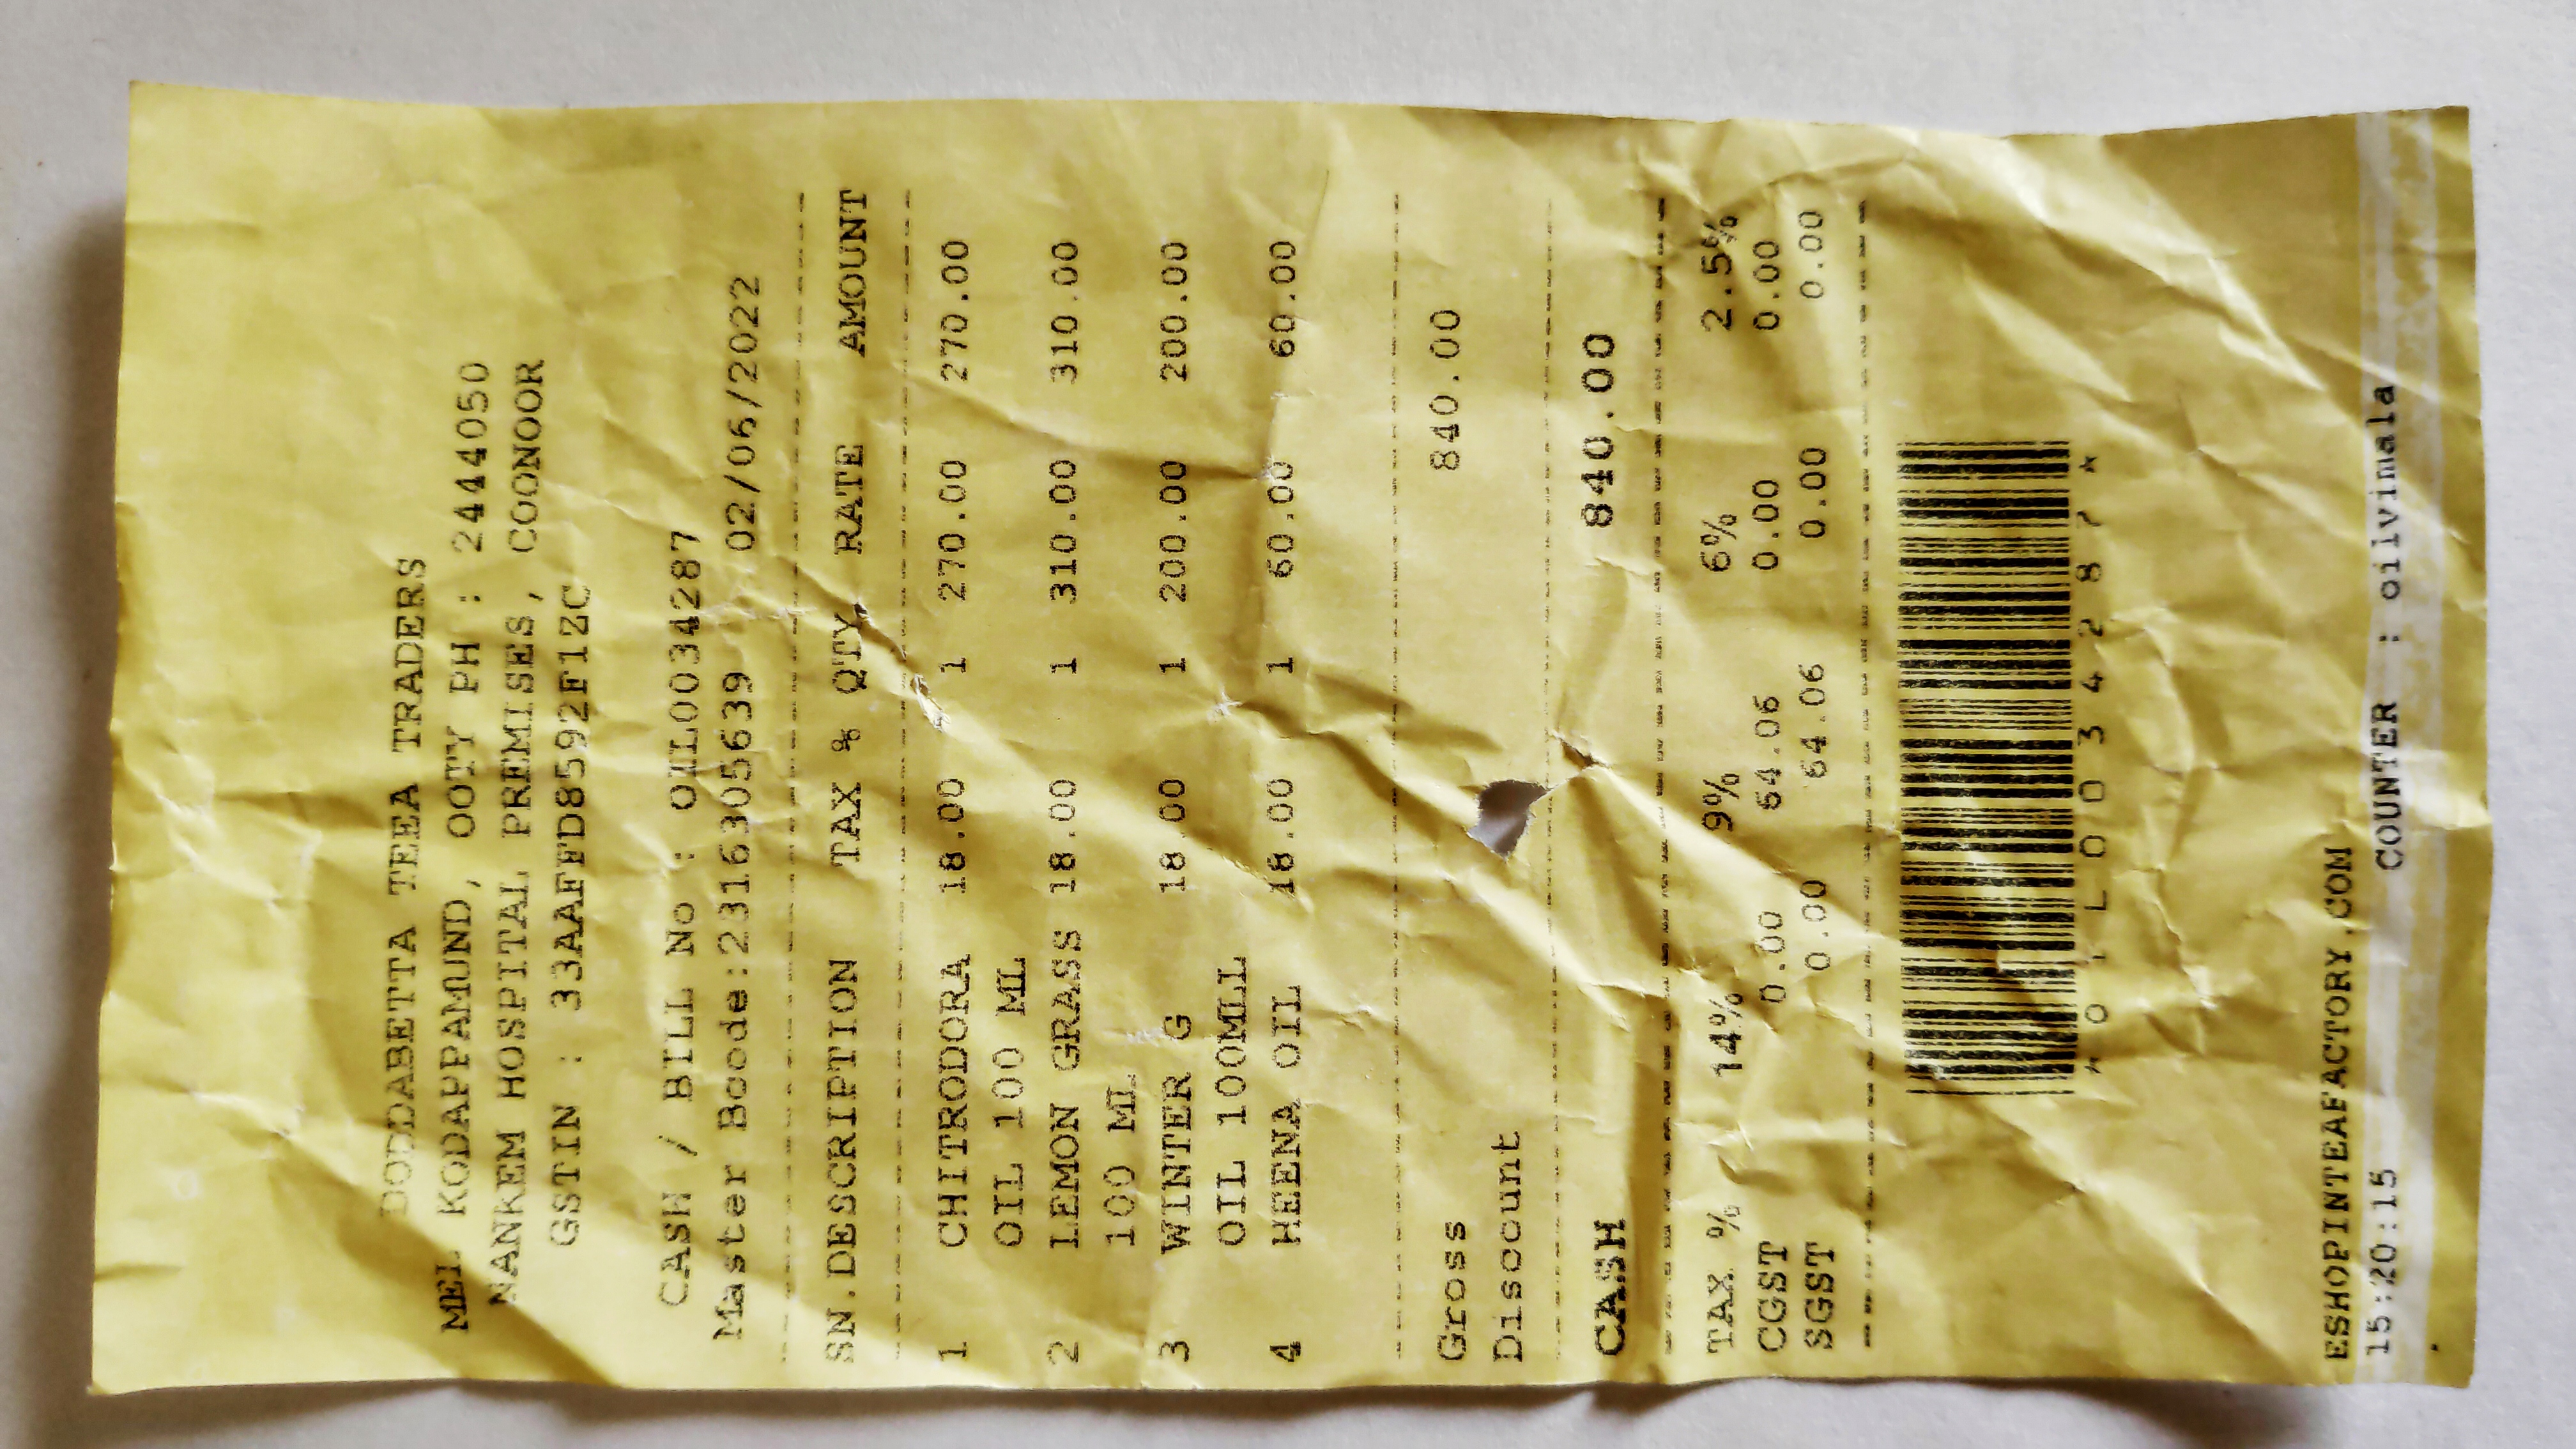 DODDABETTA TEEA TRADERS
MEL KODAPPAMUND, OOTY PH : 2444050
NANKEM HOSPITAL PREMISES, COONOOR
GSTIN : 33AAFFD8592F1ZC
CASH / BILL No : OIL0034287
Master Bcode:2316305639 02/06/2022
SN.DESCRIPTION TAX % QTY. RATE AMOUNT
1 CHITRODORA 18.00 1 270.00 270.00
OIL 100 ML
2 LEMON GRASS 18.00 1 310.00 310.00
100 ML
3 WINTER G 18.00 1 200.00 200.00
OIL 100MLL
4 HEENA OIL 18.00 1 60.00 60.00
Gross 840.00
Discount
CASH 840.00
TAX % 14% 9% 6% 2.5%
CGST 0.00 64.06 0.00 0.00
SGST 0.00 64.06 0.00 0.00
*OIL0034287*
ESHOPINTEAFACTORY.COM
15:20:15 COUNTER : oilvimala